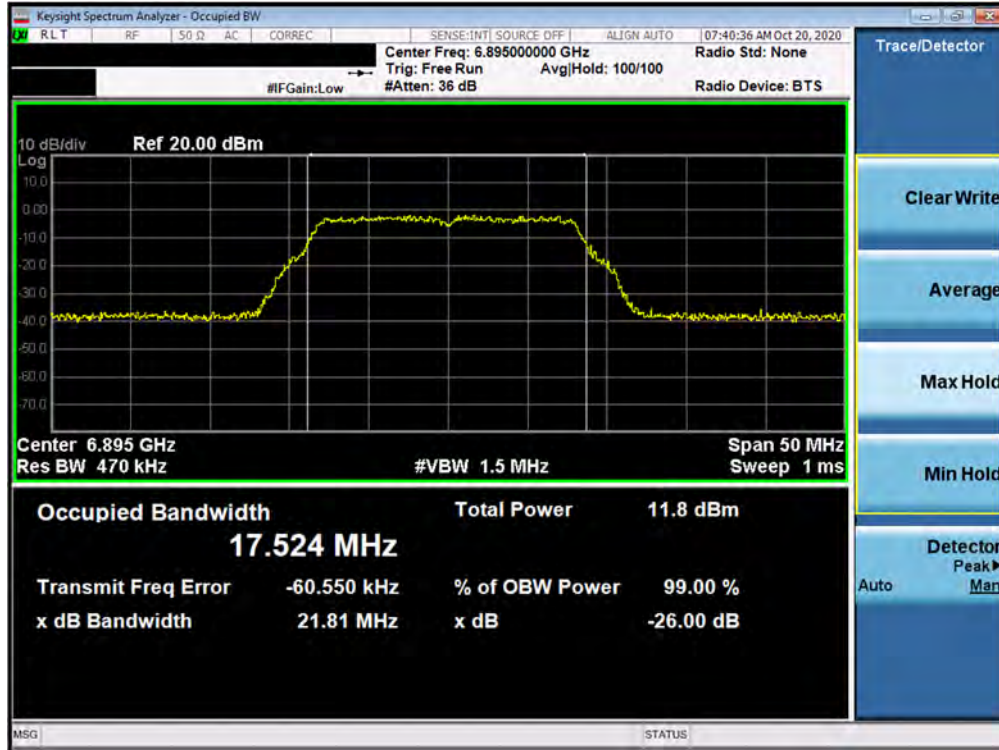 Keysight Spectrum Analyzer - Occupied BW
LXI RLT RF 50 Ω AC CORREC SENSE:INT SOURCE OFF ALIGN AUTO 07:40:36 AM Oct 20, 2020
Center Freq: 6.895000000 GHz Radio Std: None
Trig: Free Run Avg|Hold: 100/100
#IFGain:Low #Atten: 36 dB Radio Device: BTS
Trace/Detector
10 dB/div Ref 20.00 dBm
Log
10.0
0.00
-10.0
-20.0
-30.0
-40.0
-50.0
-60.0
-70.0
Center 6.895 GHz Span 50 MHz
Res BW 470 kHz #VBW 1.5 MHz Sweep 1 ms
Occupied Bandwidth Total Power 11.8 dBm
17.524 MHz
Transmit Freq Error -60.550 kHz % of OBW Power 99.00 %
x dB Bandwidth 21.81 MHz x dB -26.00 dB
Clear Write
Average
Max Hold
Min Hold
Detector
Peak▶
Auto Man
MSG STATUS